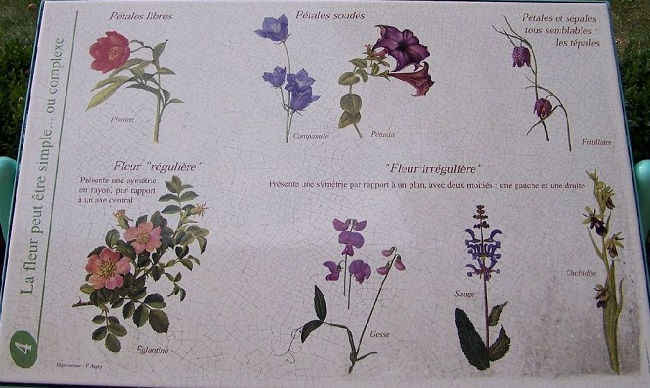 La fleur peut être simple... ou complexe
4
Pétales libres
Pivoine
Pétales soudés
Campanule
Pétunia
Pétales et sépales
tous semblables :
les tépales
Fritillaire
Fleur "régulière"
Présente une symétrie
en rayon, par rapport
à un axe central
Eglantine
"Fleur irrégulière"
Présente une symétrie par rapport à un plan, avec deux moitiés : une gauche et une droite
Gesse
Sauge
Orchidée
Illustrations :